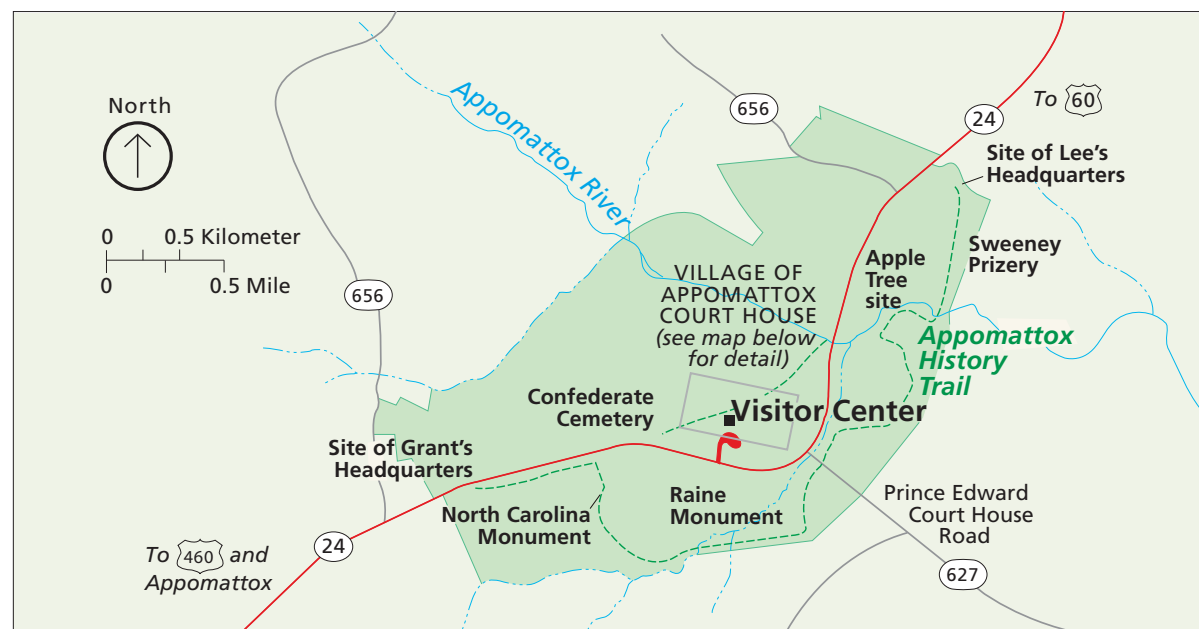 North
0 0.5 Kilometer
0 0.5 Mile
656
Appomattox River
656
To 60
24
Site of Lee's
Headquarters
Sweeney
Prizery
Apple
Tree
site
VILLAGE OF
APPOMATTOX
COURT HOUSE
(see map below
for detail)
Appomattox
History
Trail
Confederate
Cemetery
Visitor Center
Site of Grant's
Headquarters
North Carolina
Monument
Raine
Monument
Prince Edward
Court House
Road
627
24
To 460 and
Appomattox